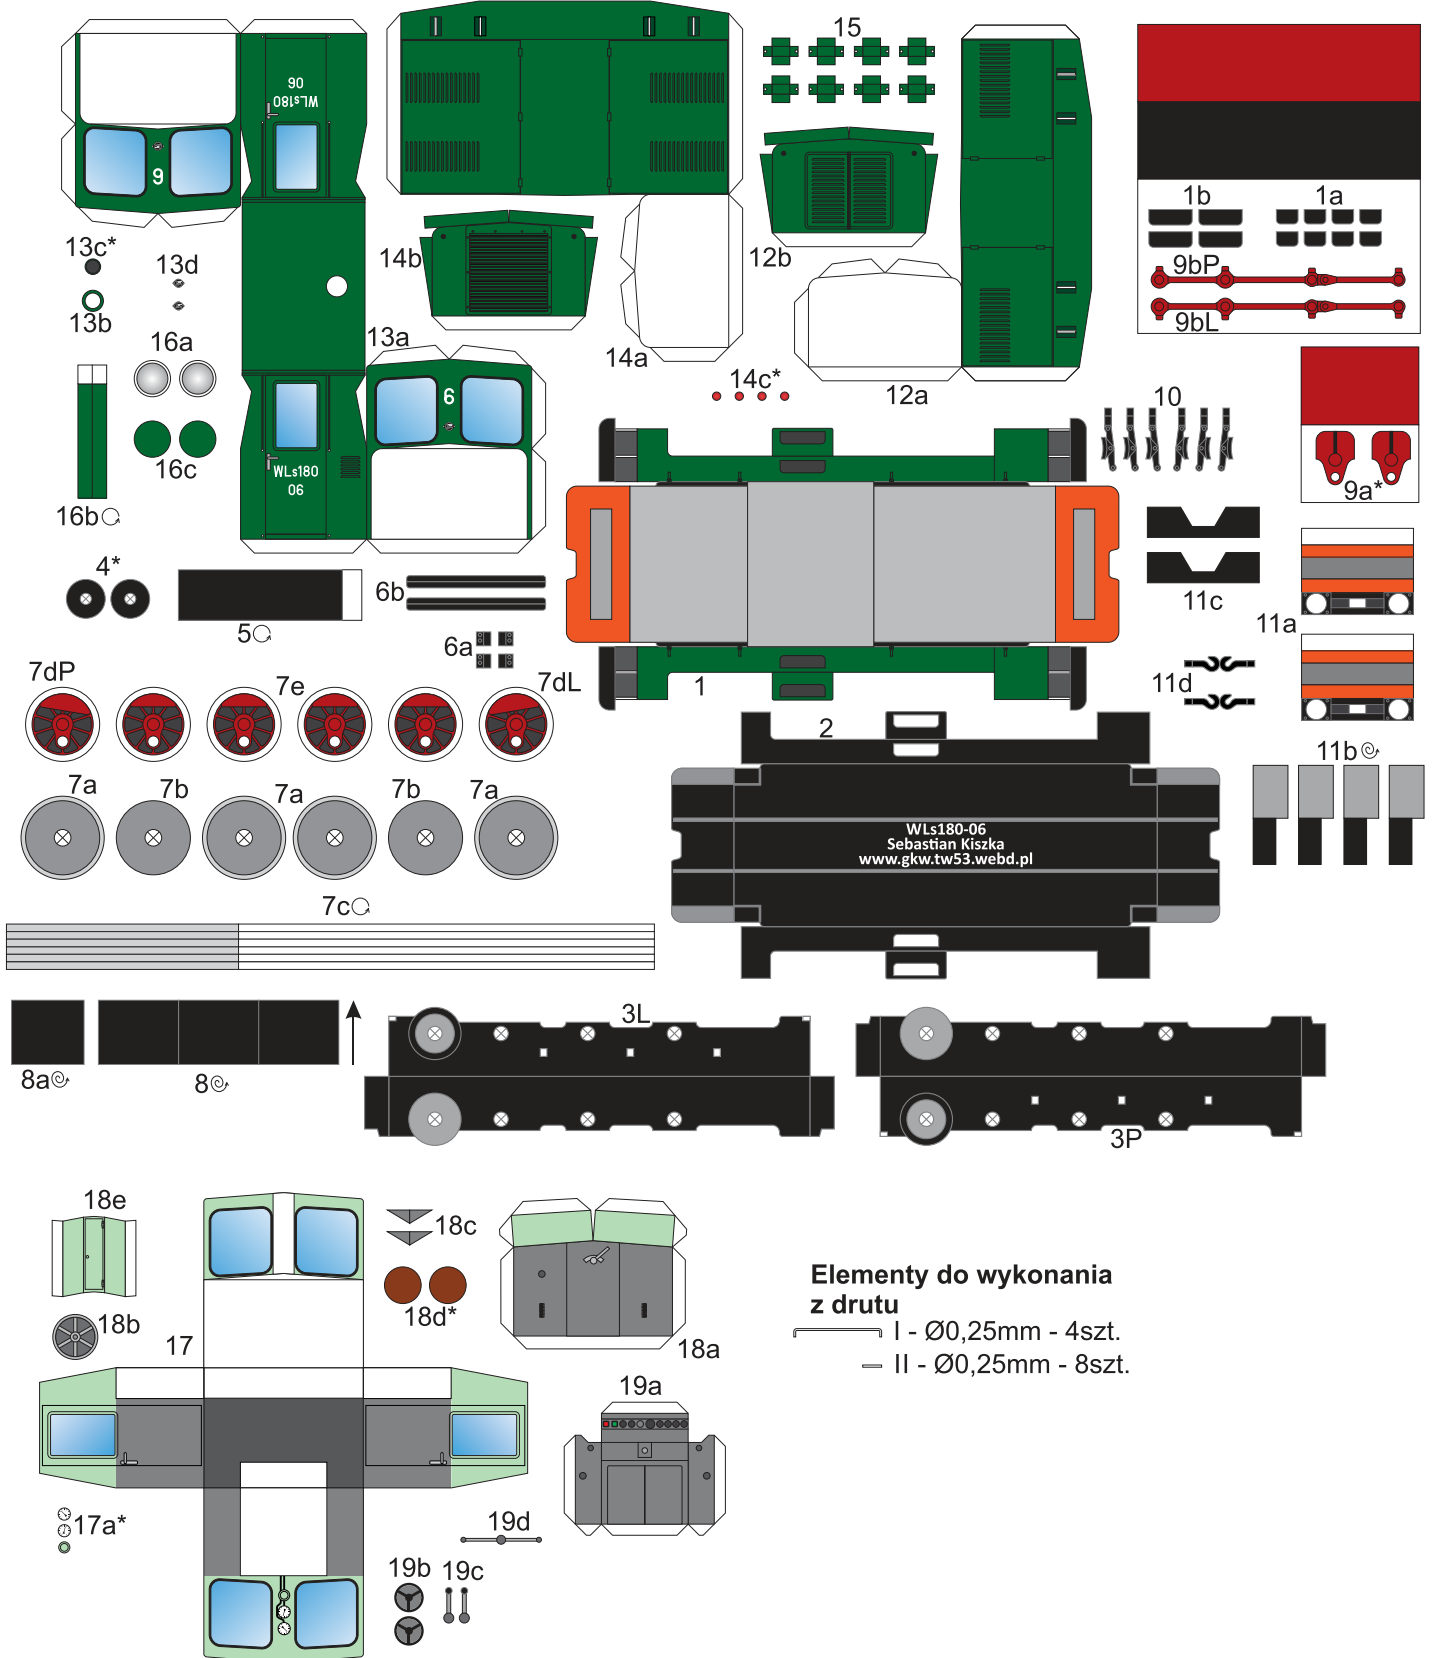 15
06
WLs180
9
1b
1a
13c*
13d
14b
12b
9bP
13b
9bL
16a
13a
14a
14c*
12a
10
6
16c
WLs180
06
9a*
16b
4*
6b
11c
5
11a
6a
7dP
7e
7dL
1
11d
2
11b
7a
7b
7a
7b
7a
WLs180-06
Sebastian Kiszka
www.gkw.tw53.webd.pl
7c
3L
8a
8
3P
18e
18c
Elementy do wykonania
z drutu
18b
18d*
17
I - Ø0,25mm - 4szt.
18a
II - Ø0,25mm - 8szt.
19a
17a*
19d
19b
19c